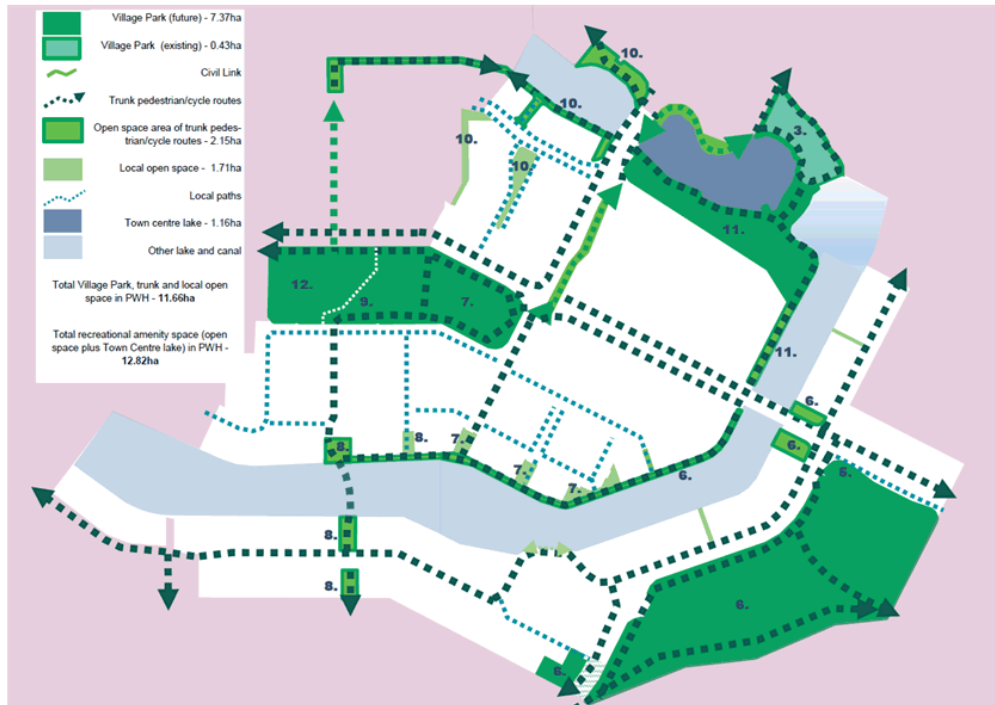 Village Park (future) - 7.37ha
Village Park (existing) - 0.43ha
Civil Link
Trunk pedestrian/cycle routes
Open space area of trunk pedes-
trian/cycle routes - 2.15ha
Local open space - 1.71ha
Local paths
Town centre lake - 1.16ha
Other lake and canal
Total Village Park, trunk and local open
space in PWH - 11.66ha
Total recreational amenity space (open
space plus Town Centre lake) in PWH -
12.82ha
10.
10.
3.
10.
10.
11.
12.
9.
7.
11.
6.
6.
8.
8.
7.
7.
6.
5.
7.
8.
8.
6.